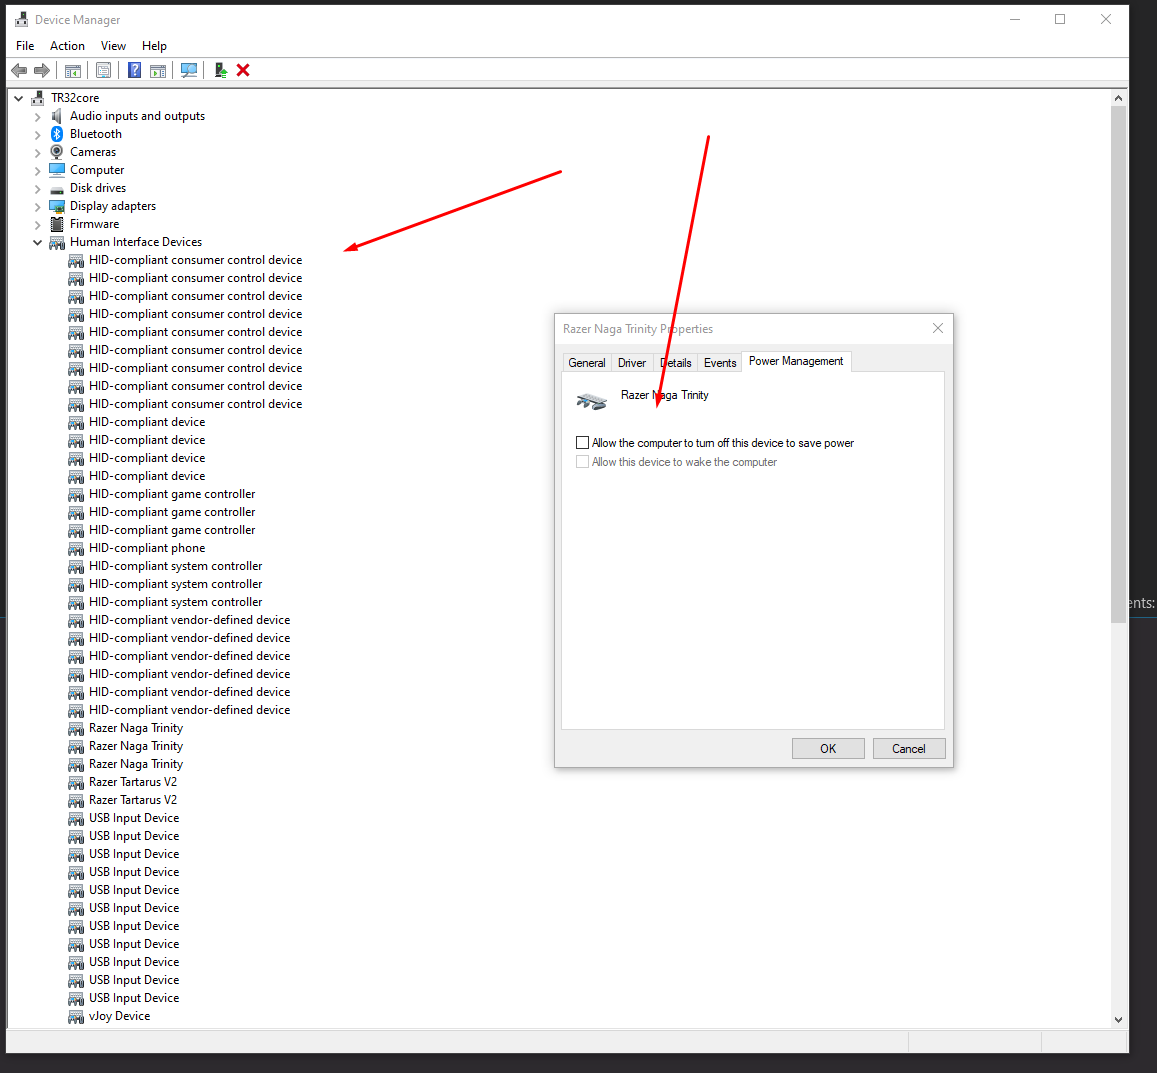 Device Manager
File Action View Help
TR32core
Audio inputs and outputs
Bluetooth
Cameras
Computer
Disk drives
Display adapters
Firmware
Human Interface Devices
HID-compliant consumer control device
HID-compliant consumer control device
HID-compliant consumer control device
HID-compliant consumer control device
HID-compliant consumer control device
HID-compliant consumer control device
HID-compliant consumer control device
HID-compliant consumer control device
HID-compliant consumer control device
HID-compliant device
HID-compliant device
HID-compliant device
HID-compliant device
HID-compliant game controller
HID-compliant game controller
HID-compliant game controller
HID-compliant phone
HID-compliant system controller
HID-compliant system controller
HID-compliant system controller
HID-compliant vendor-defined device
HID-compliant vendor-defined device
HID-compliant vendor-defined device
HID-compliant vendor-defined device
HID-compliant vendor-defined device
HID-compliant vendor-defined device
Razer Naga Trinity
Razer Naga Trinity
Razer Naga Trinity
Razer Tartarus V2
Razer Tartarus V2
USB Input Device
USB Input Device
USB Input Device
USB Input Device
USB Input Device
USB Input Device
USB Input Device
USB Input Device
USB Input Device
USB Input Device
USB Input Device
vJoy Device
Razer Naga Trinity Properties
General Driver Details Events Power Management
Razer Naga Trinity
Allow the computer to turn off this device to save power
Allow this device to wake the computer
OK Cancel
ents: